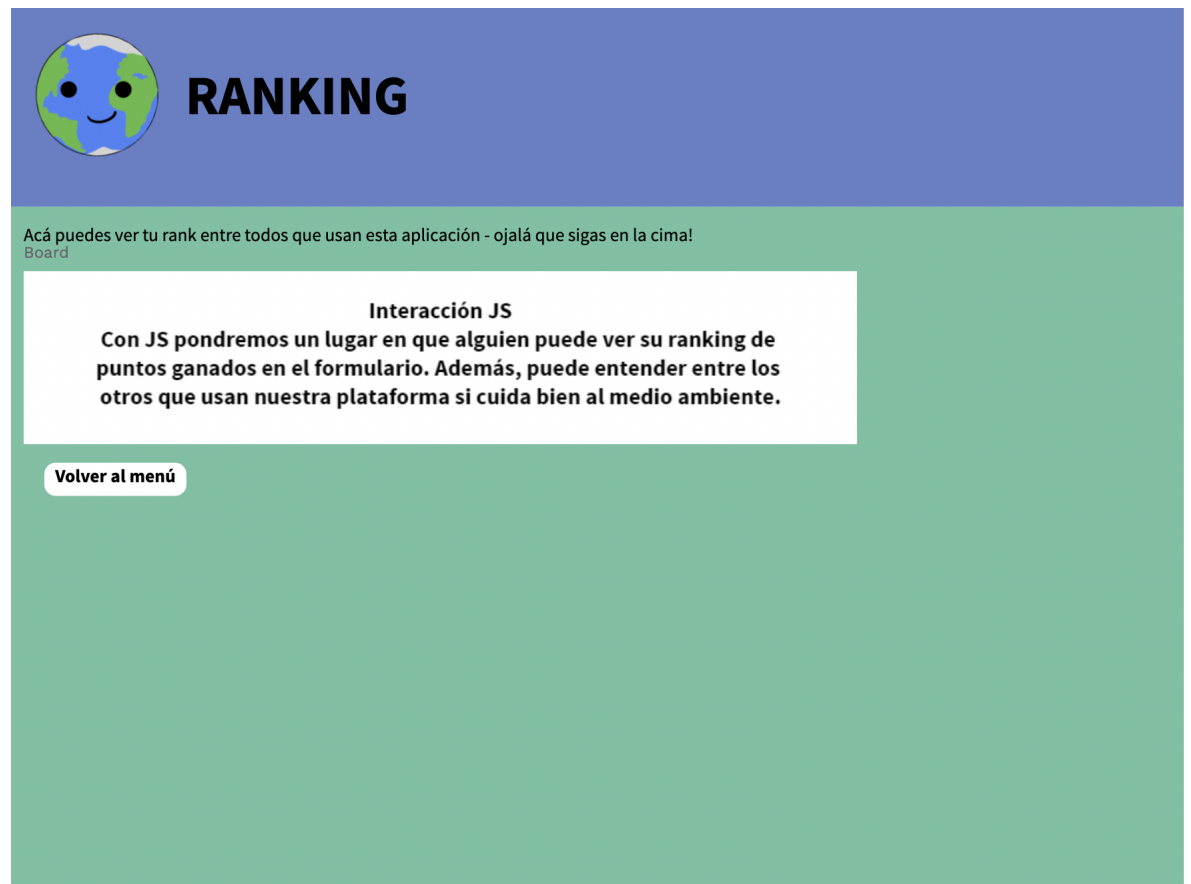 RANKING
Acá puedes ver tu rank entre todos que usan esta aplicación - ojalá que sigas en la cima!
Board
Interacción JS
Con JS pondremos un lugar en que alguien puede ver su ranking de
puntos ganados en el formulario. Además, puede entender entre los
otros que usan nuestra plataforma si cuida bien al medio ambiente.
Volver al menú